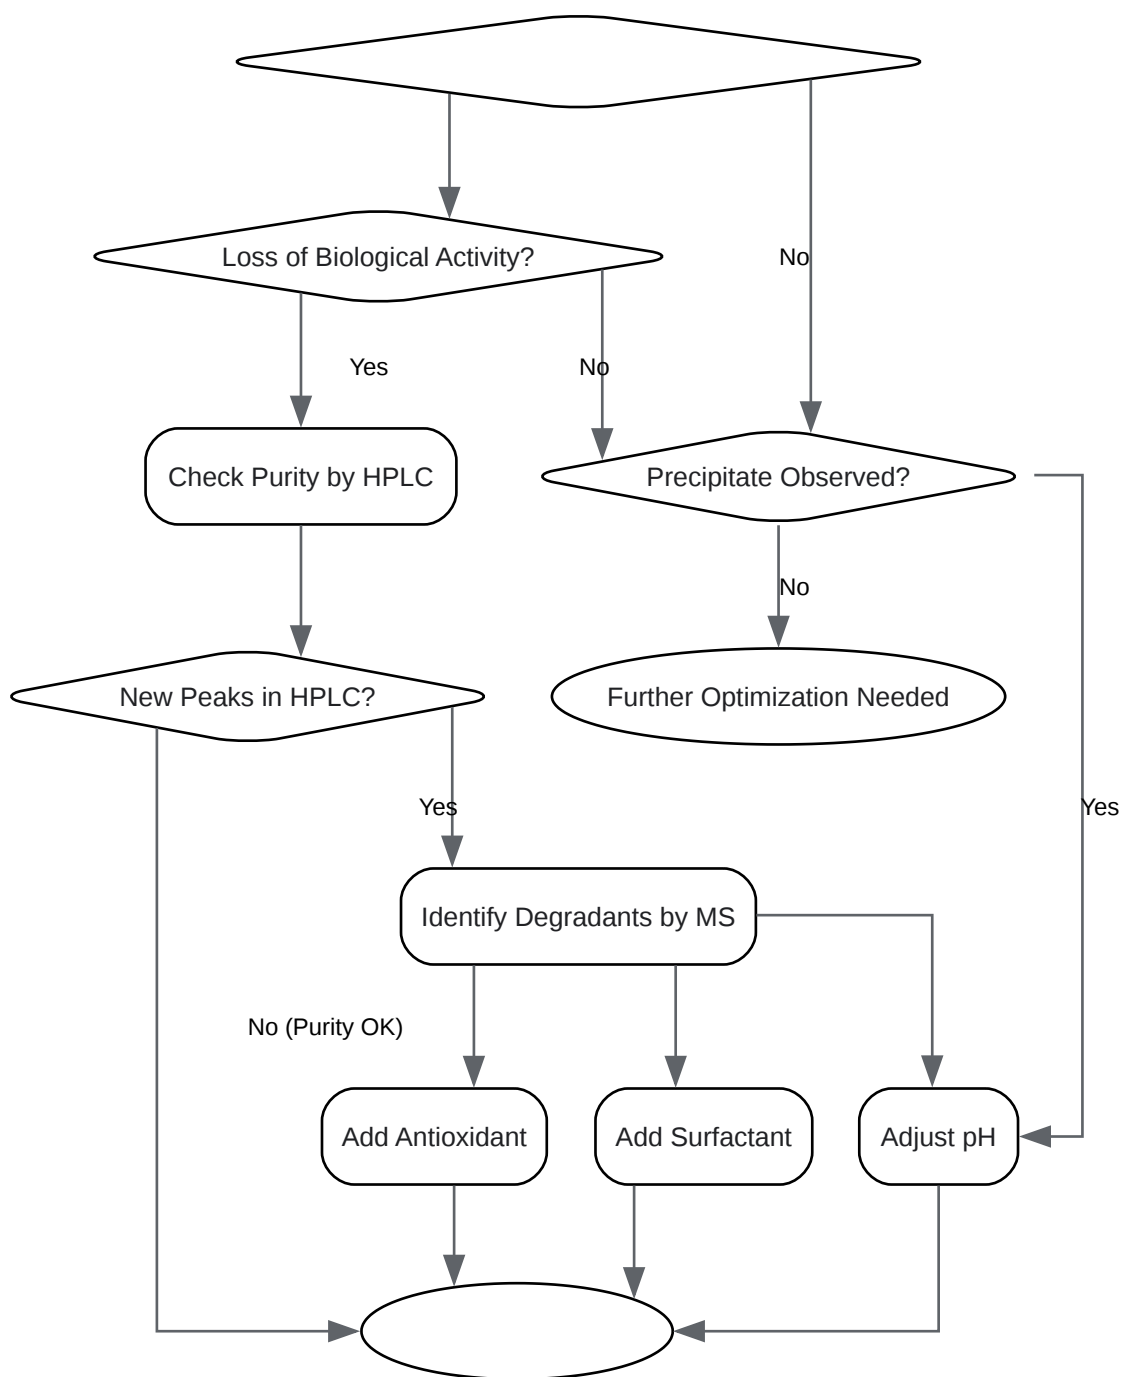 Loss of Biological Activity?
No
Yes
No
Check Purity by HPLC
Precipitate Observed?
No
New Peaks in HPLC?
Further Optimization Needed
Yes
Yes
Identify Degradants by MS
No (Purity OK)
Add Antioxidant
Add Surfactant
Adjust pH